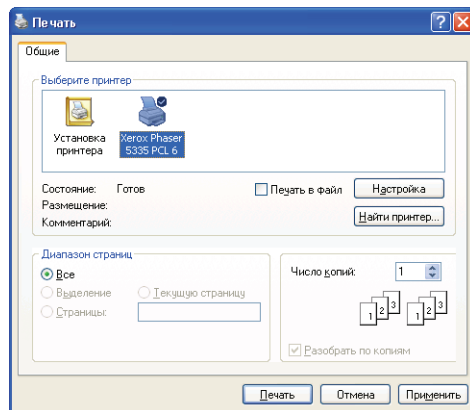 Печать
Общие
Выберите принтер
Установка принтера
Xerox Phaser 5335 PCL 6
Состояние: Готов
Печать в файл
Настройка
Размещение:
Комментарий:
Найти принтер...
Диапазон страниц
Все
Выделение
Текущую страницу
Страницы:
Число копий: 1
1 2 3 1 2 3
Разобрать по копиям
Печать
Отмена
Применить